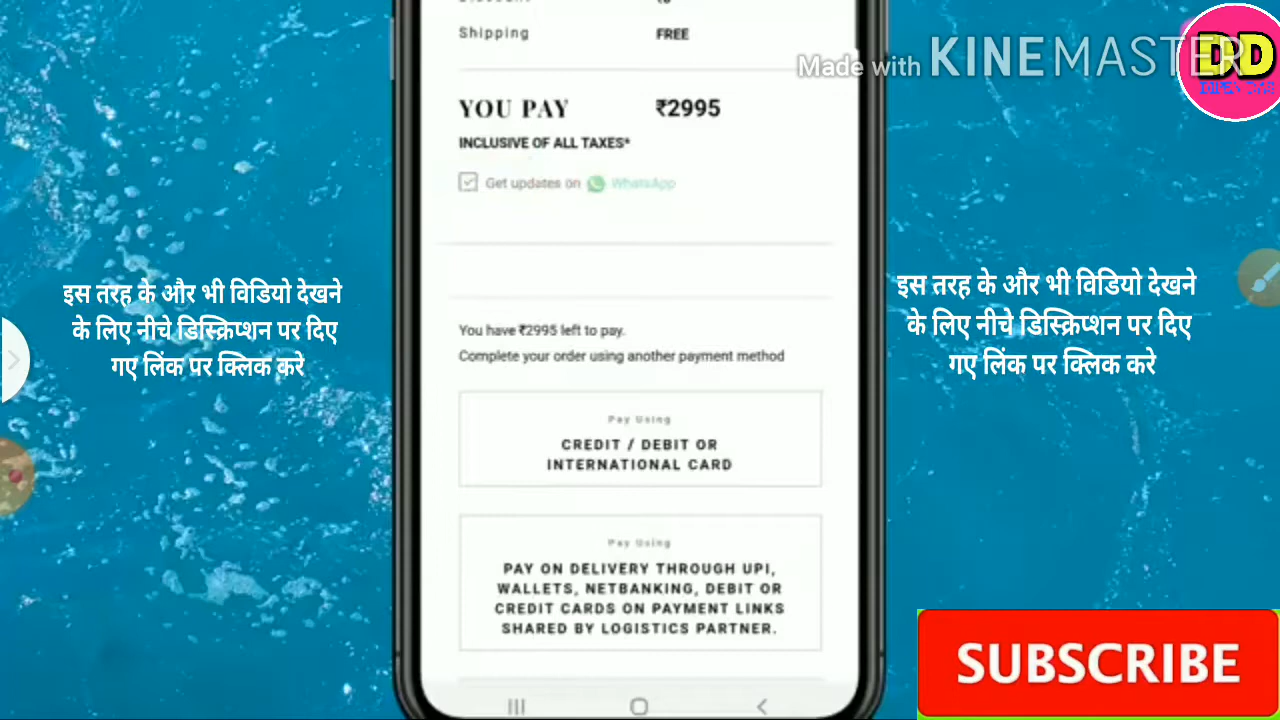 Shipping FREE
Made with KINEMASTER
DD
YOU PAY ₹2995
INCLUSIVE OF ALL TAXES*
Get updates on WhatsApp
इस तरह के और भी विडियो देखने
के लिए नीचे डिस्क्रिप्शन पर दिए
गए लिंक पर क्लिक करे
इस तरह के और भी विडियो देखने
के लिए नीचे डिस्क्रिप्शन पर दिए
गए लिंक पर क्लिक करे
You have ₹2995 left to pay.
Complete your order using another payment method
Pay Using
CREDIT / DEBIT OR
INTERNATIONAL CARD
Pay Using
PAY ON DELIVERY THROUGH UPI,
WALLETS, NETBANKING, DEBIT OR
CREDIT CARDS ON PAYMENT LINKS
SHARED BY LOGISTICS PARTNER.
SUBSCRIBE